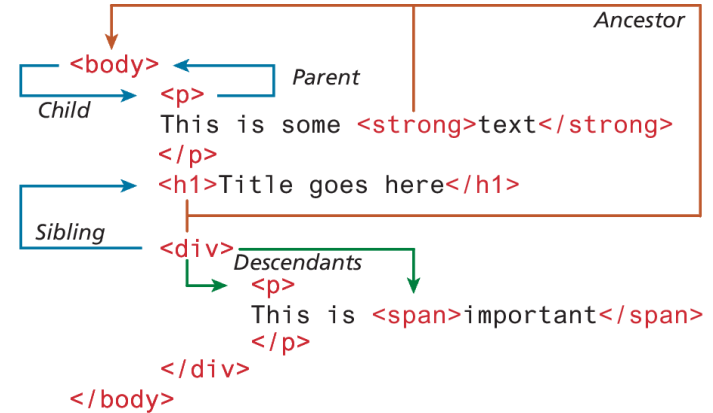 Ancestor
<body>
Parent
<p>
Child
This is some <strong>text</strong>
</p>
<h1>Title goes here</h1>
Sibling
<div>
Descendants
<p>
This is <span>important</span>
</p>
</div>
</body>